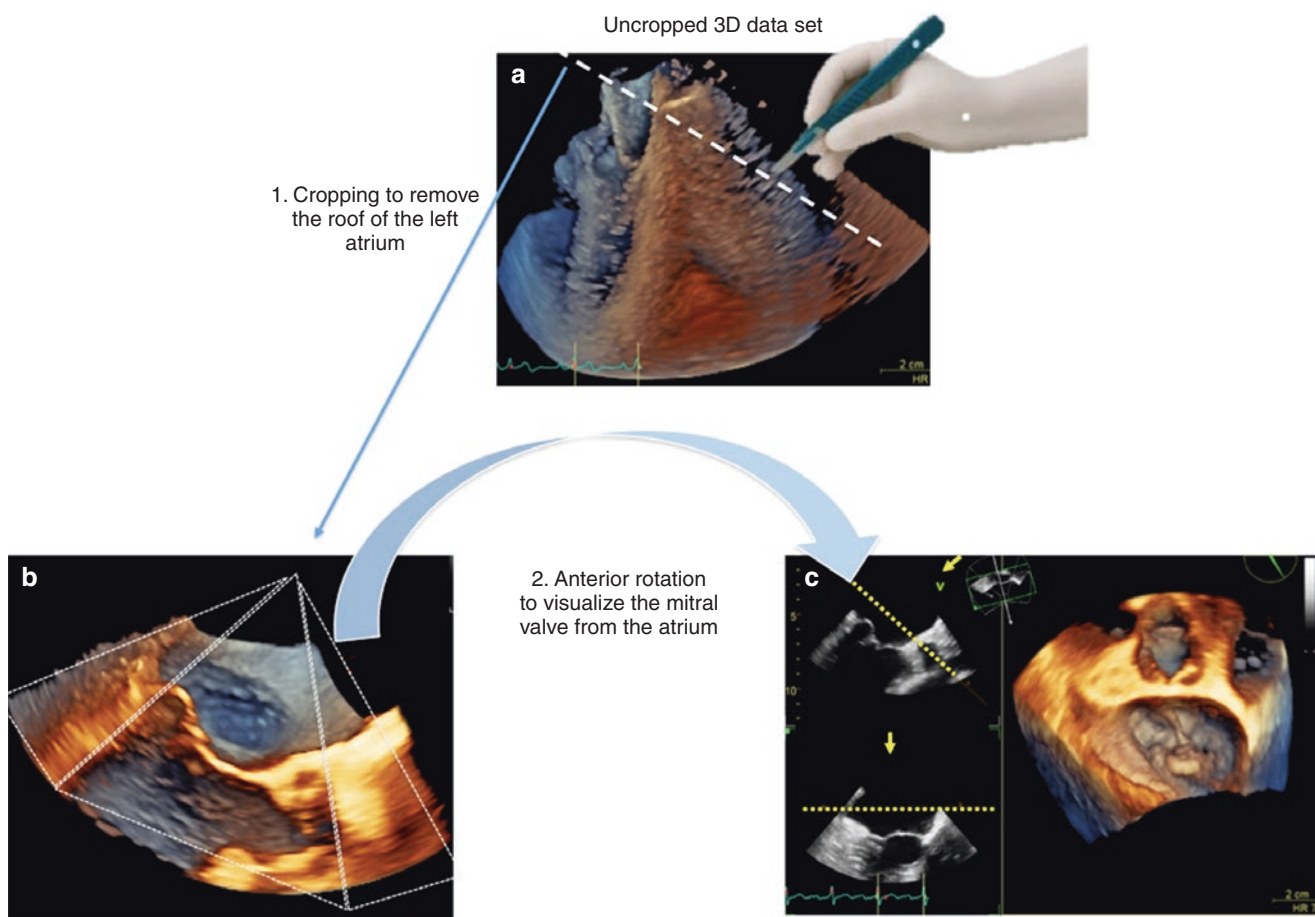 Uncropped 3D data set
a
1. Cropping to remove
the roof of the left
atrium
2 cm
HR
b
2. Anterior rotation
to visualize the mitral
valve from the atrium
c
V
5
10
2 cm
HR